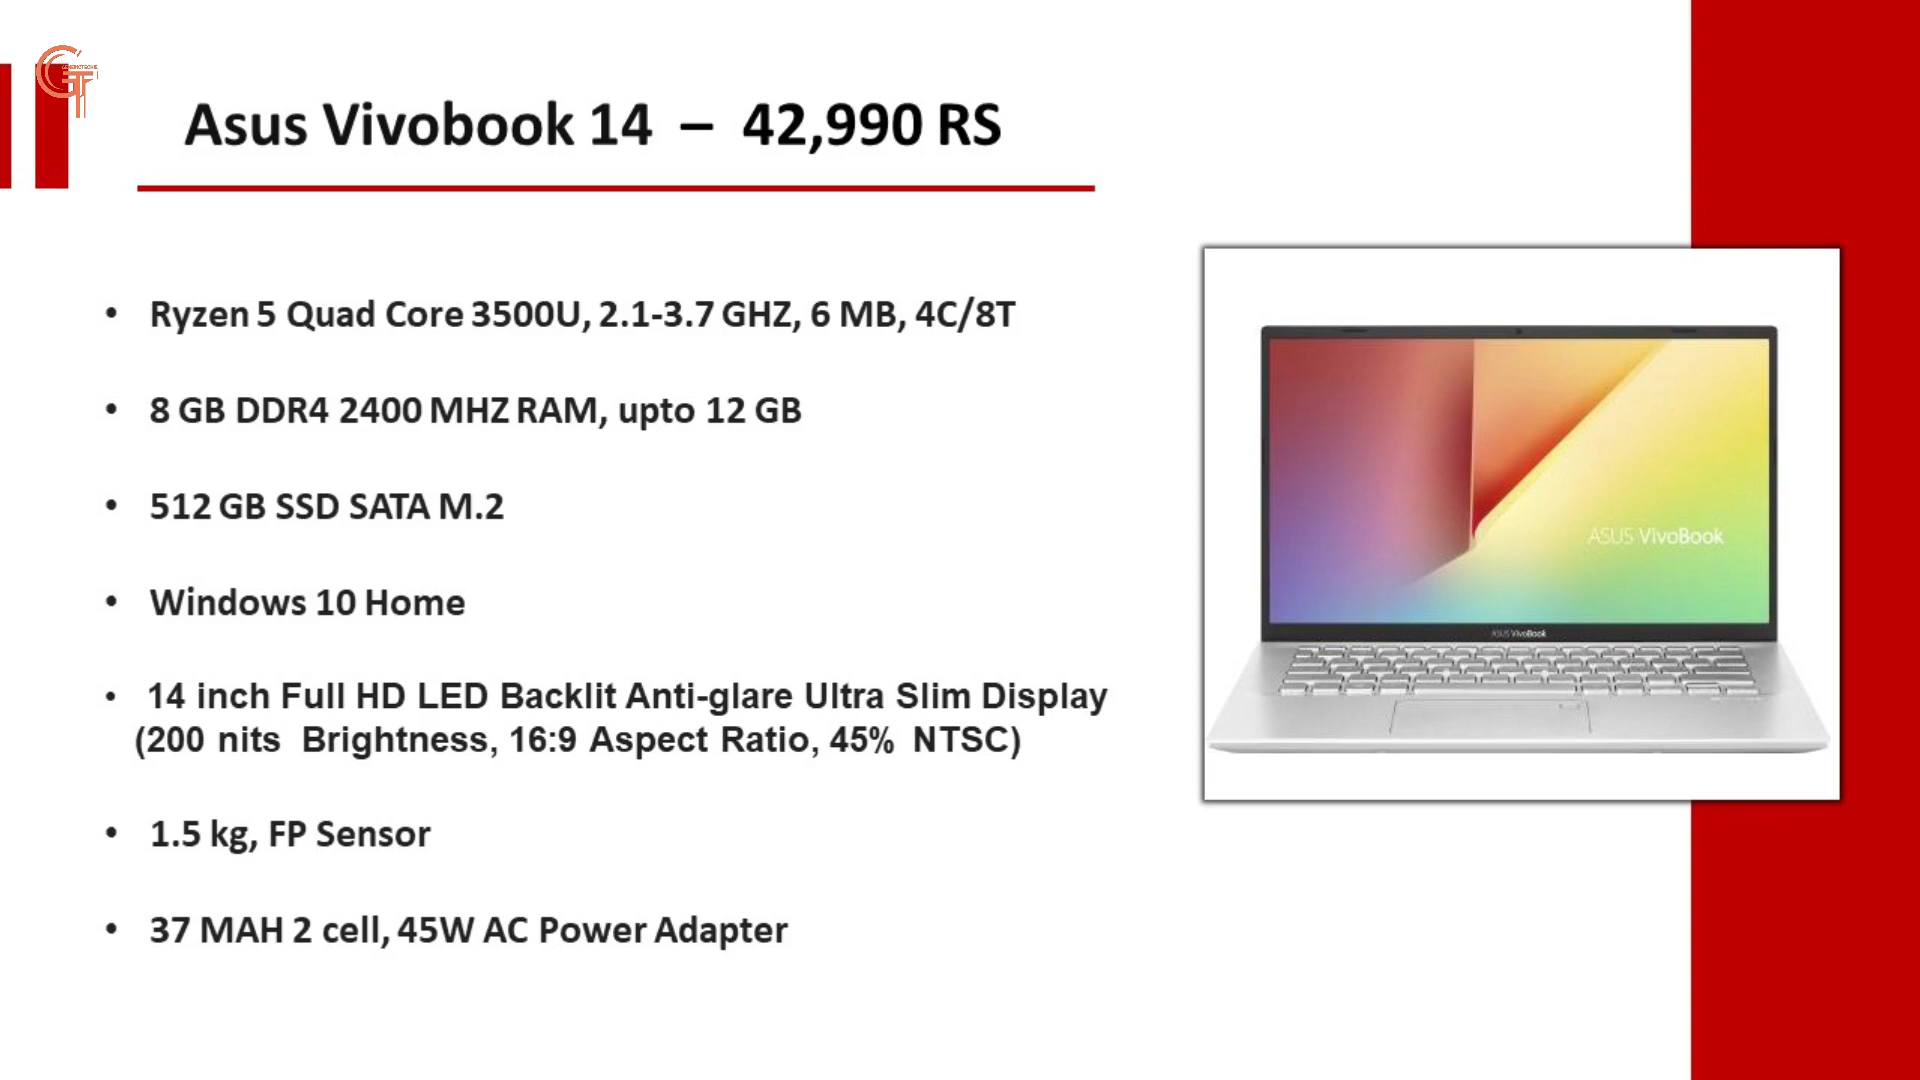 Asus Vivobook 14 – 42,990 RS
• Ryzen 5 Quad Core 3500U, 2.1-3.7 GHZ, 6 MB, 4C/8T
• 8 GB DDR4 2400 MHZ RAM, upto 12 GB
• 512 GB SSD SATA M.2
• Windows 10 Home
• 14 inch Full HD LED Backlit Anti-glare Ultra Slim Display
(200 nits Brightness, 16:9 Aspect Ratio, 45% NTSC)
• 1.5 kg, FP Sensor
• 37 MAH 2 cell, 45W AC Power Adapter
ASUS VivoBook
ASUS VivoBook